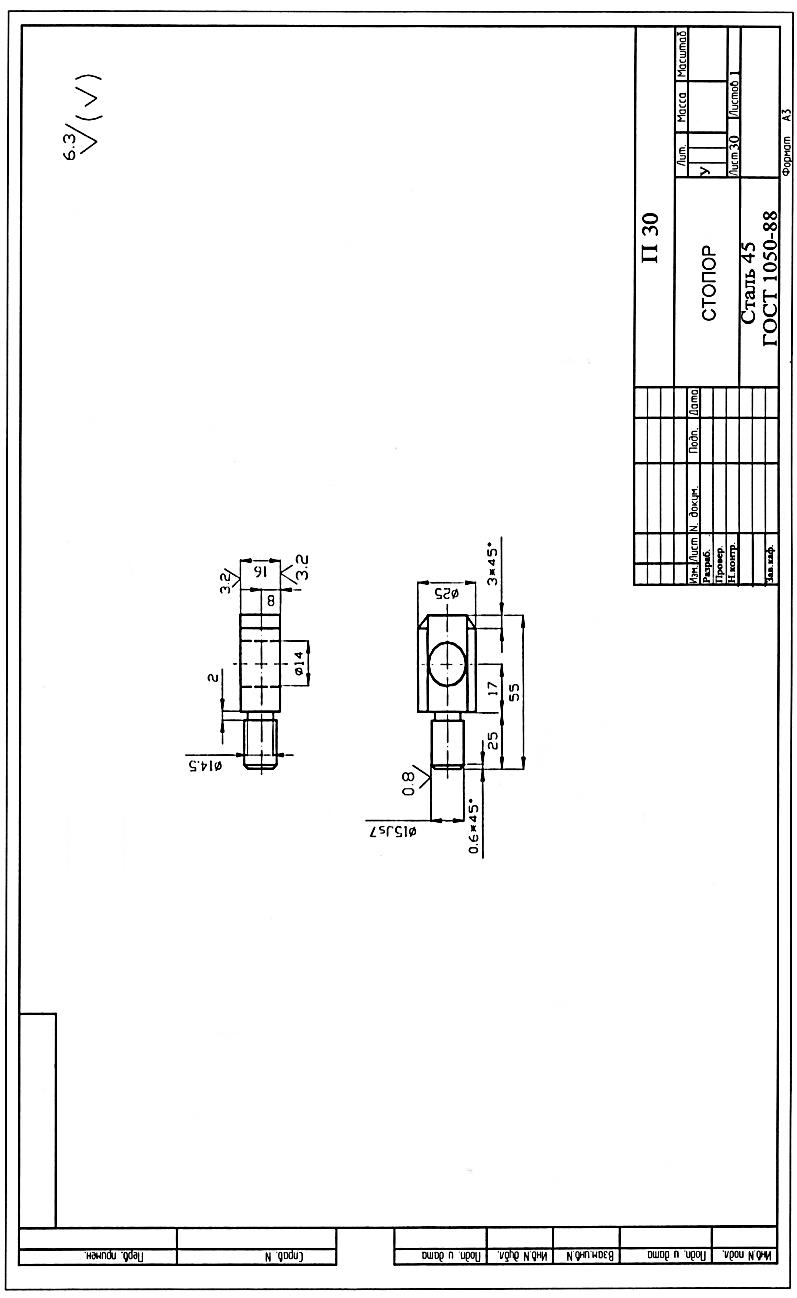 6.3 ( )
3.2
3.2
16
8
2
Ø14
Ø14.5
Ø25
3*45°
17
25
55
0.8
Ø15Js7
0.6*45°
П 30
СТОПОР
Сталь 45
ГОСТ 1050-88
Лит. Масса Масштаб
У
Лист 30 Листов 1
Изм. Лист N. докум. Подп. Дата
Разраб.
Провер.
Н.контр.
Зав.каф.
Формат А3
Перв. примен.
Справ. N
Подп. и дата
Инв.N дубл.
Взам.инв.N
Подп. и дата
Инв.N подл.